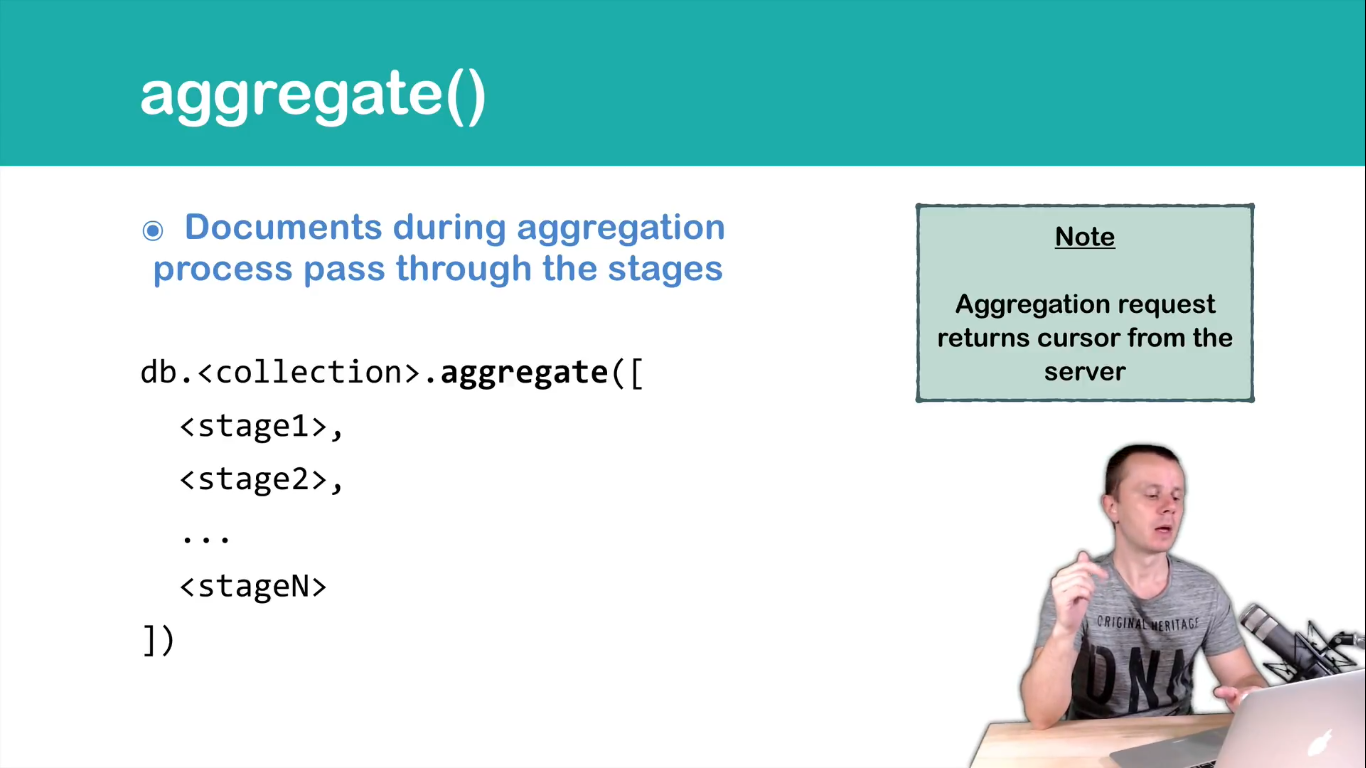 aggregate()
Documents during aggregation
process pass through the stages
db.<collection>.aggregate([
<stage1>,
<stage2>,
...
<stageN>
])
Note
Aggregation request
returns cursor from the
server
ORIGINAL HERITAGE
DNM